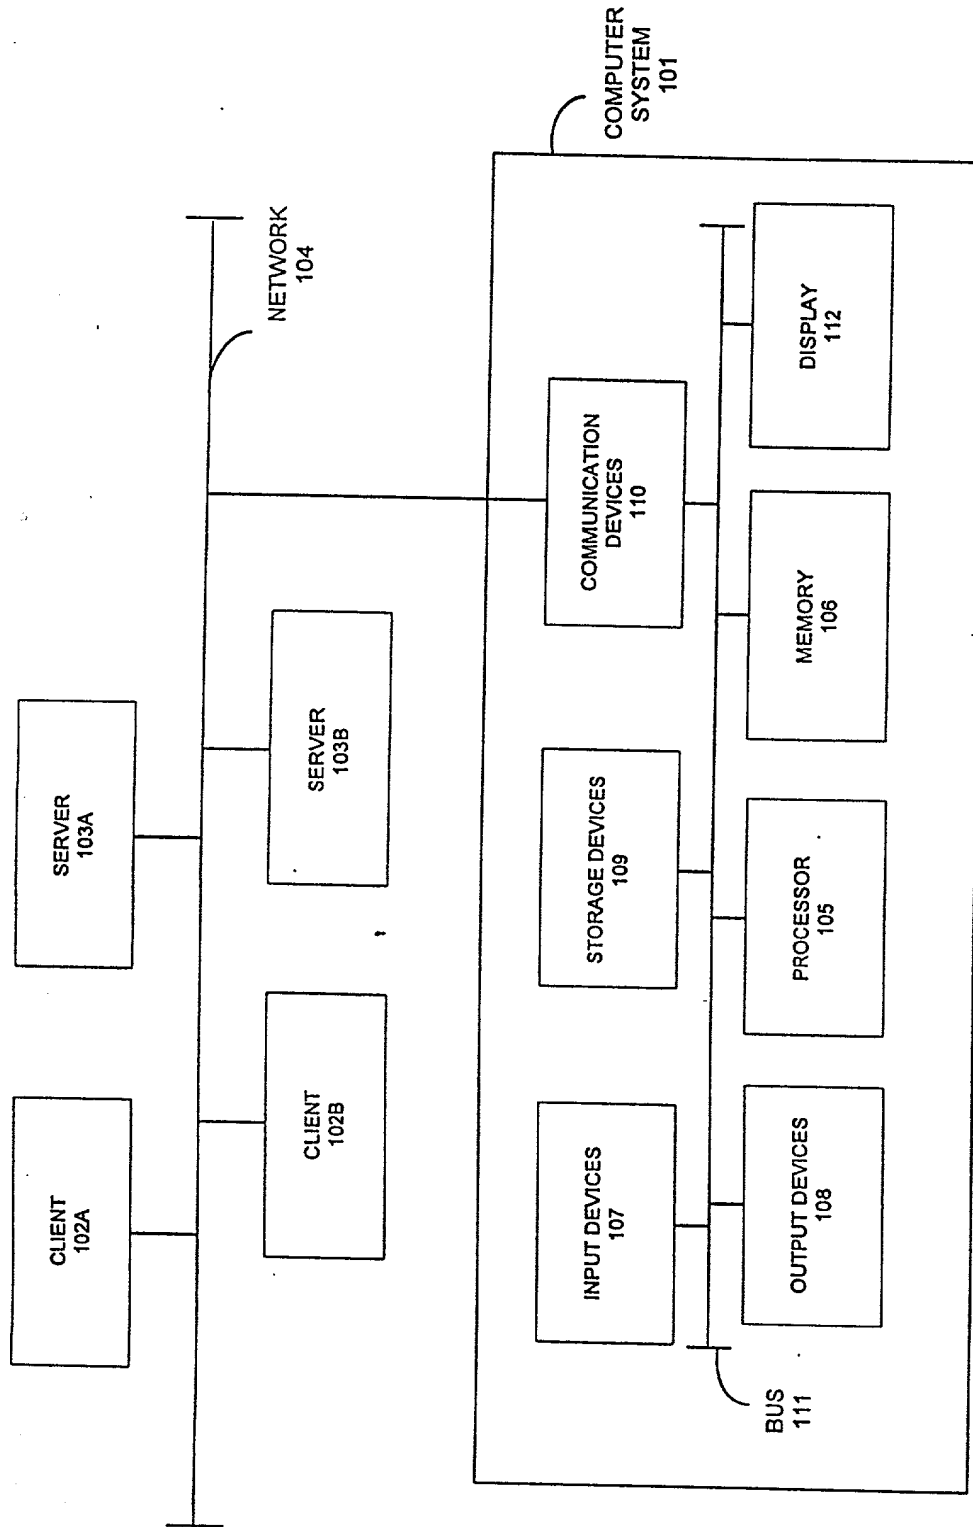 CLIENT
102A
SERVER
103A
CLIENT
102B
SERVER
103B
NETWORK
104
COMPUTER
SYSTEM
101
INPUT DEVICES
107
STORAGE DEVICES
109
COMMUNICATION
DEVICES
110
BUS
111
OUTPUT DEVICES
108
PROCESSOR
105
MEMORY
106
DISPLAY
112